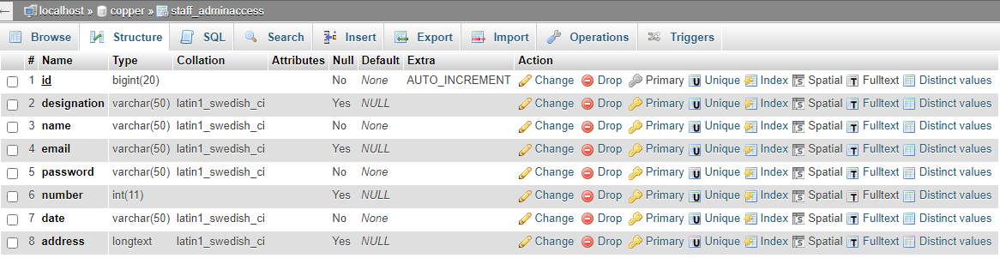 localhost » copper » staff_adminaccess
Browse Structure SQL Search Insert Export Import Operations Triggers
# Name Type Collation Attributes Null Default Extra Action
1 id bigint(20) No None AUTO_INCREMENT Change Drop Primary Unique Index Spatial Fulltext Distinct values
2 designation varchar(50) latin1_swedish_ci Yes NULL Change Drop Primary Unique Index Spatial Fulltext Distinct values
3 name varchar(50) latin1_swedish_ci No None Change Drop Primary Unique Index Spatial Fulltext Distinct values
4 email varchar(50) latin1_swedish_ci Yes NULL Change Drop Primary Unique Index Spatial Fulltext Distinct values
5 password varchar(50) latin1_swedish_ci No None Change Drop Primary Unique Index Spatial Fulltext Distinct values
6 number int(11) Yes NULL Change Drop Primary Unique Index Spatial Fulltext Distinct values
7 date varchar(50) latin1_swedish_ci No None Change Drop Primary Unique Index Spatial Fulltext Distinct values
8 address longtext latin1_swedish_ci Yes NULL Change Drop Primary Unique Index Spatial Fulltext Distinct values